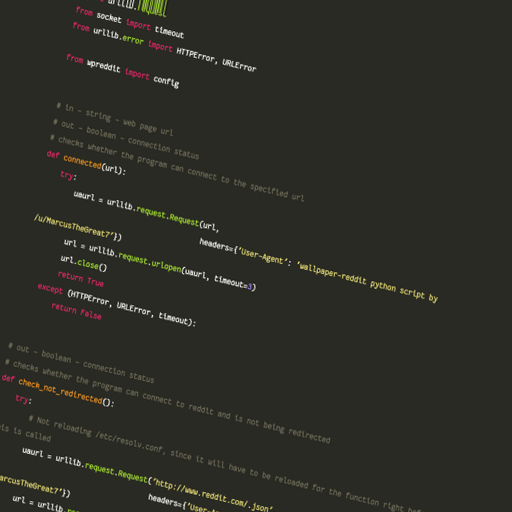 urllib.request
from socket import timeout
from urllib.error import HTTPError, URLError
from wpreddit import config
# in - string - web page url
# out - boolean - connection status
# checks whether the program can connect to the specified url
def connected(url):
try:
uaurl = urllib.request.Request(url,
headers={'User-Agent': 'wallpaper-reddit python script by
/u/MarcusTheGreat7'})
url = urllib.request.urlopen(uaurl, timeout=3)
url.close()
return True
except (HTTPError, URLError, timeout):
return False
# out - boolean - connection status
# checks whether the program can connect to reddit and is not being redirected
def check_not_redirected():
try:
# Not reloading /etc/resolv.conf, since it will have to be reloaded for the function right
is called
uaurl = urllib.request.Request('http://www.reddit.com/.json'
headers={'User-
MarcusTheGreat7'})
url = urllib.